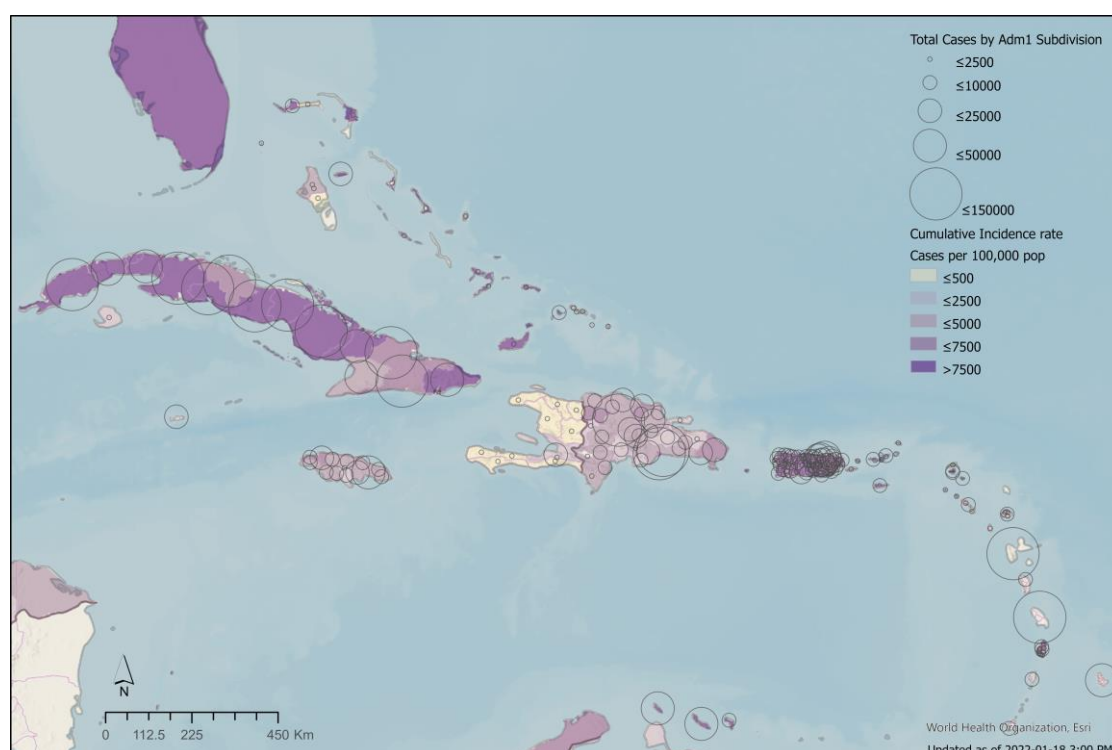 Total Cases by Adm1 Subdivision
≤2500
≤10000
≤25000
≤50000
≤150000
Cumulative Incidence rate
Cases per 100,000 pop
≤500
≤2500
≤5000
≤7500
>7500
N
0 112.5 225 450 Km
World Health Organization, Esri
Updated as of 2022-01-18 3:00 PM